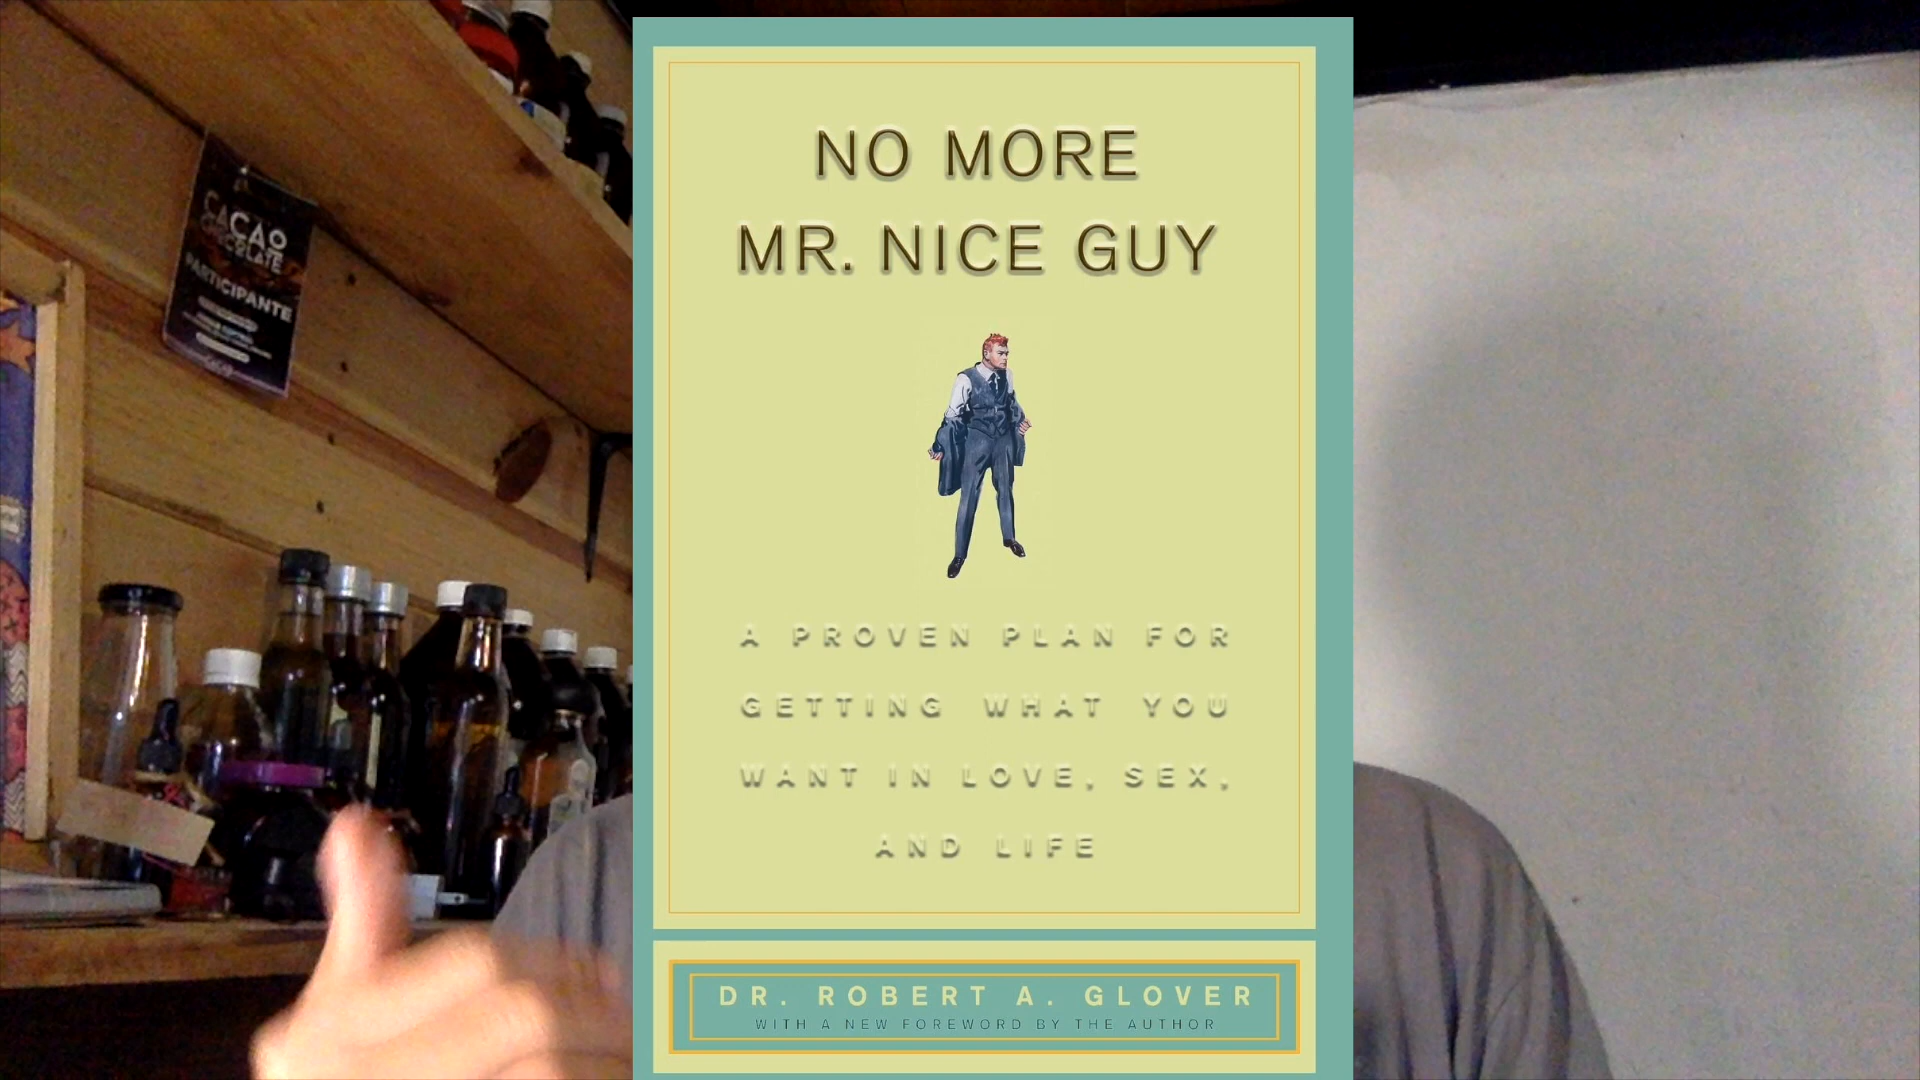 CACAO
CHOCOLATE
PARTICIPANTE
NO MORE
MR. NICE GUY
A PROVEN PLAN FOR
GETTING WHAT YOU
WANT IN LOVE, SEX,
AND LIFE
DR. ROBERT A. GLOVER
WITH A NEW FOREWORD BY THE AUTHOR